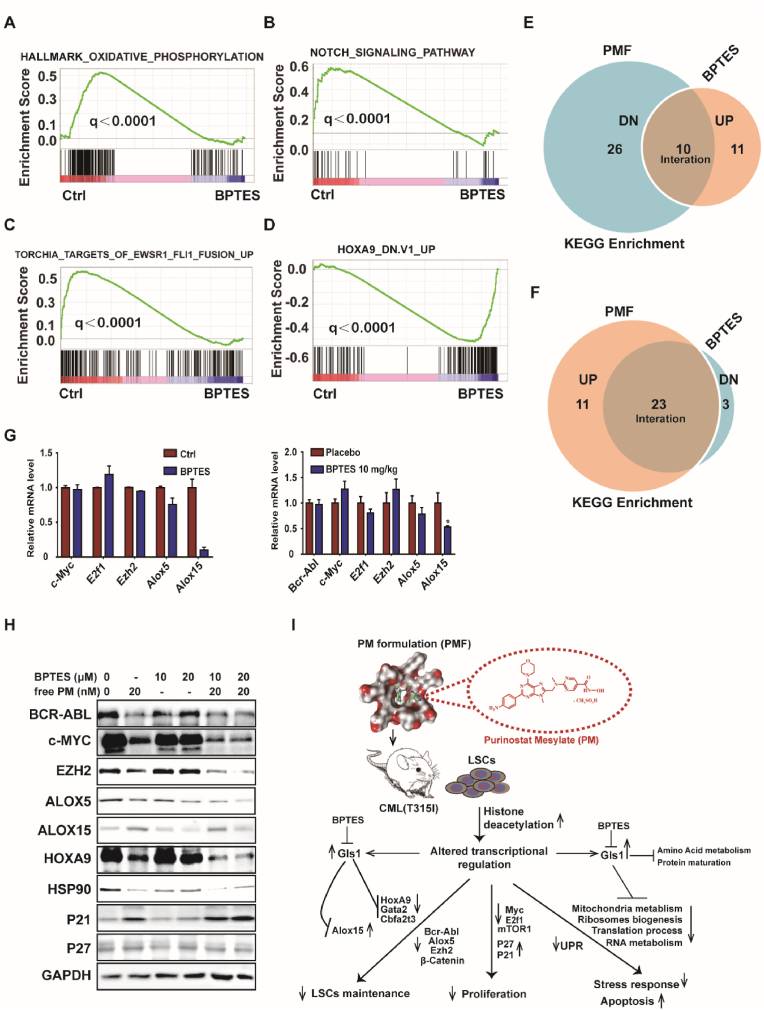 A
HALLMARK_OXIDATIVE_PHOSPHORYLATION
Enrichment Score
0.5
0.3
0.1
0.0
q<0.0001
Ctrl
BPTES
B
NOTCH_SIGNALING_PATHWAY
Enrichment Score
0.6
0.4
0.2
0.0
q<0.0001
Ctrl
BPTES
C
TORCHIA_TARGETS_OF_EWSR1_FLI1_FUSION_UP
Enrichment Score
0.5
0.3
0.1
0.0
q<0.0001
Ctrl
BPTES
D
HOXA9_DN.V1_UP
Enrichment Score
0.0
-0.2
-0.4
-0.6
q<0.0001
Ctrl
BPTES
E
PMF
BPTES
DN
UP
26
10
11
Interation
KEGG Enrichment
F
PMF
BPTES
UP
DN
11
23
3
Interation
KEGG Enrichment
G
Relative mRNA level
1.5
1.0
0.5
0.0
Ctrl
BPTES
c-Myc
E2f1
Ezh2
Alox5
Alox15
Relative mRNA level
2.0
1.5
1.0
0.5
0.0
Placebo
BPTES 10 mg/kg
*
Bcr-Abl
c-Myc
E2f1
Ezh2
Alox5
Alox15
H
BPTES (μM) 0 - 10 20 10 20
free PM (nM) 0 20 - - 20 20
BCR-ABL
c-MYC
EZH2
ALOX5
ALOX15
HOXA9
HSP90
P21
P27
GAPDH
I
PM formulation (PMF)
Purinostat Mesylate (PM)
CML(T315I)
LSCs
Histone
deacetylation ↑
BPTES
↑ Gls1
Altered transcriptional
regulation
BPTES
Gls1 ↑
Amino Acid metabolism
Protein maturation
HoxA9
Gata2
Cbfa2t3 ↓
Alox15 ↑
↓ Bcr-Abl
Alox5
Ezh2
β-Catenin
↓ Myc
E2f1
mTOR1
P27 ↑
P21
↓UPR
Mitochondria metablism
Ribosomes biogenesis
Translation process
RNA metabolism ↓
↓ LSCs maintenance
↓ Proliferation
Stress response ↓
Apoptosis ↑